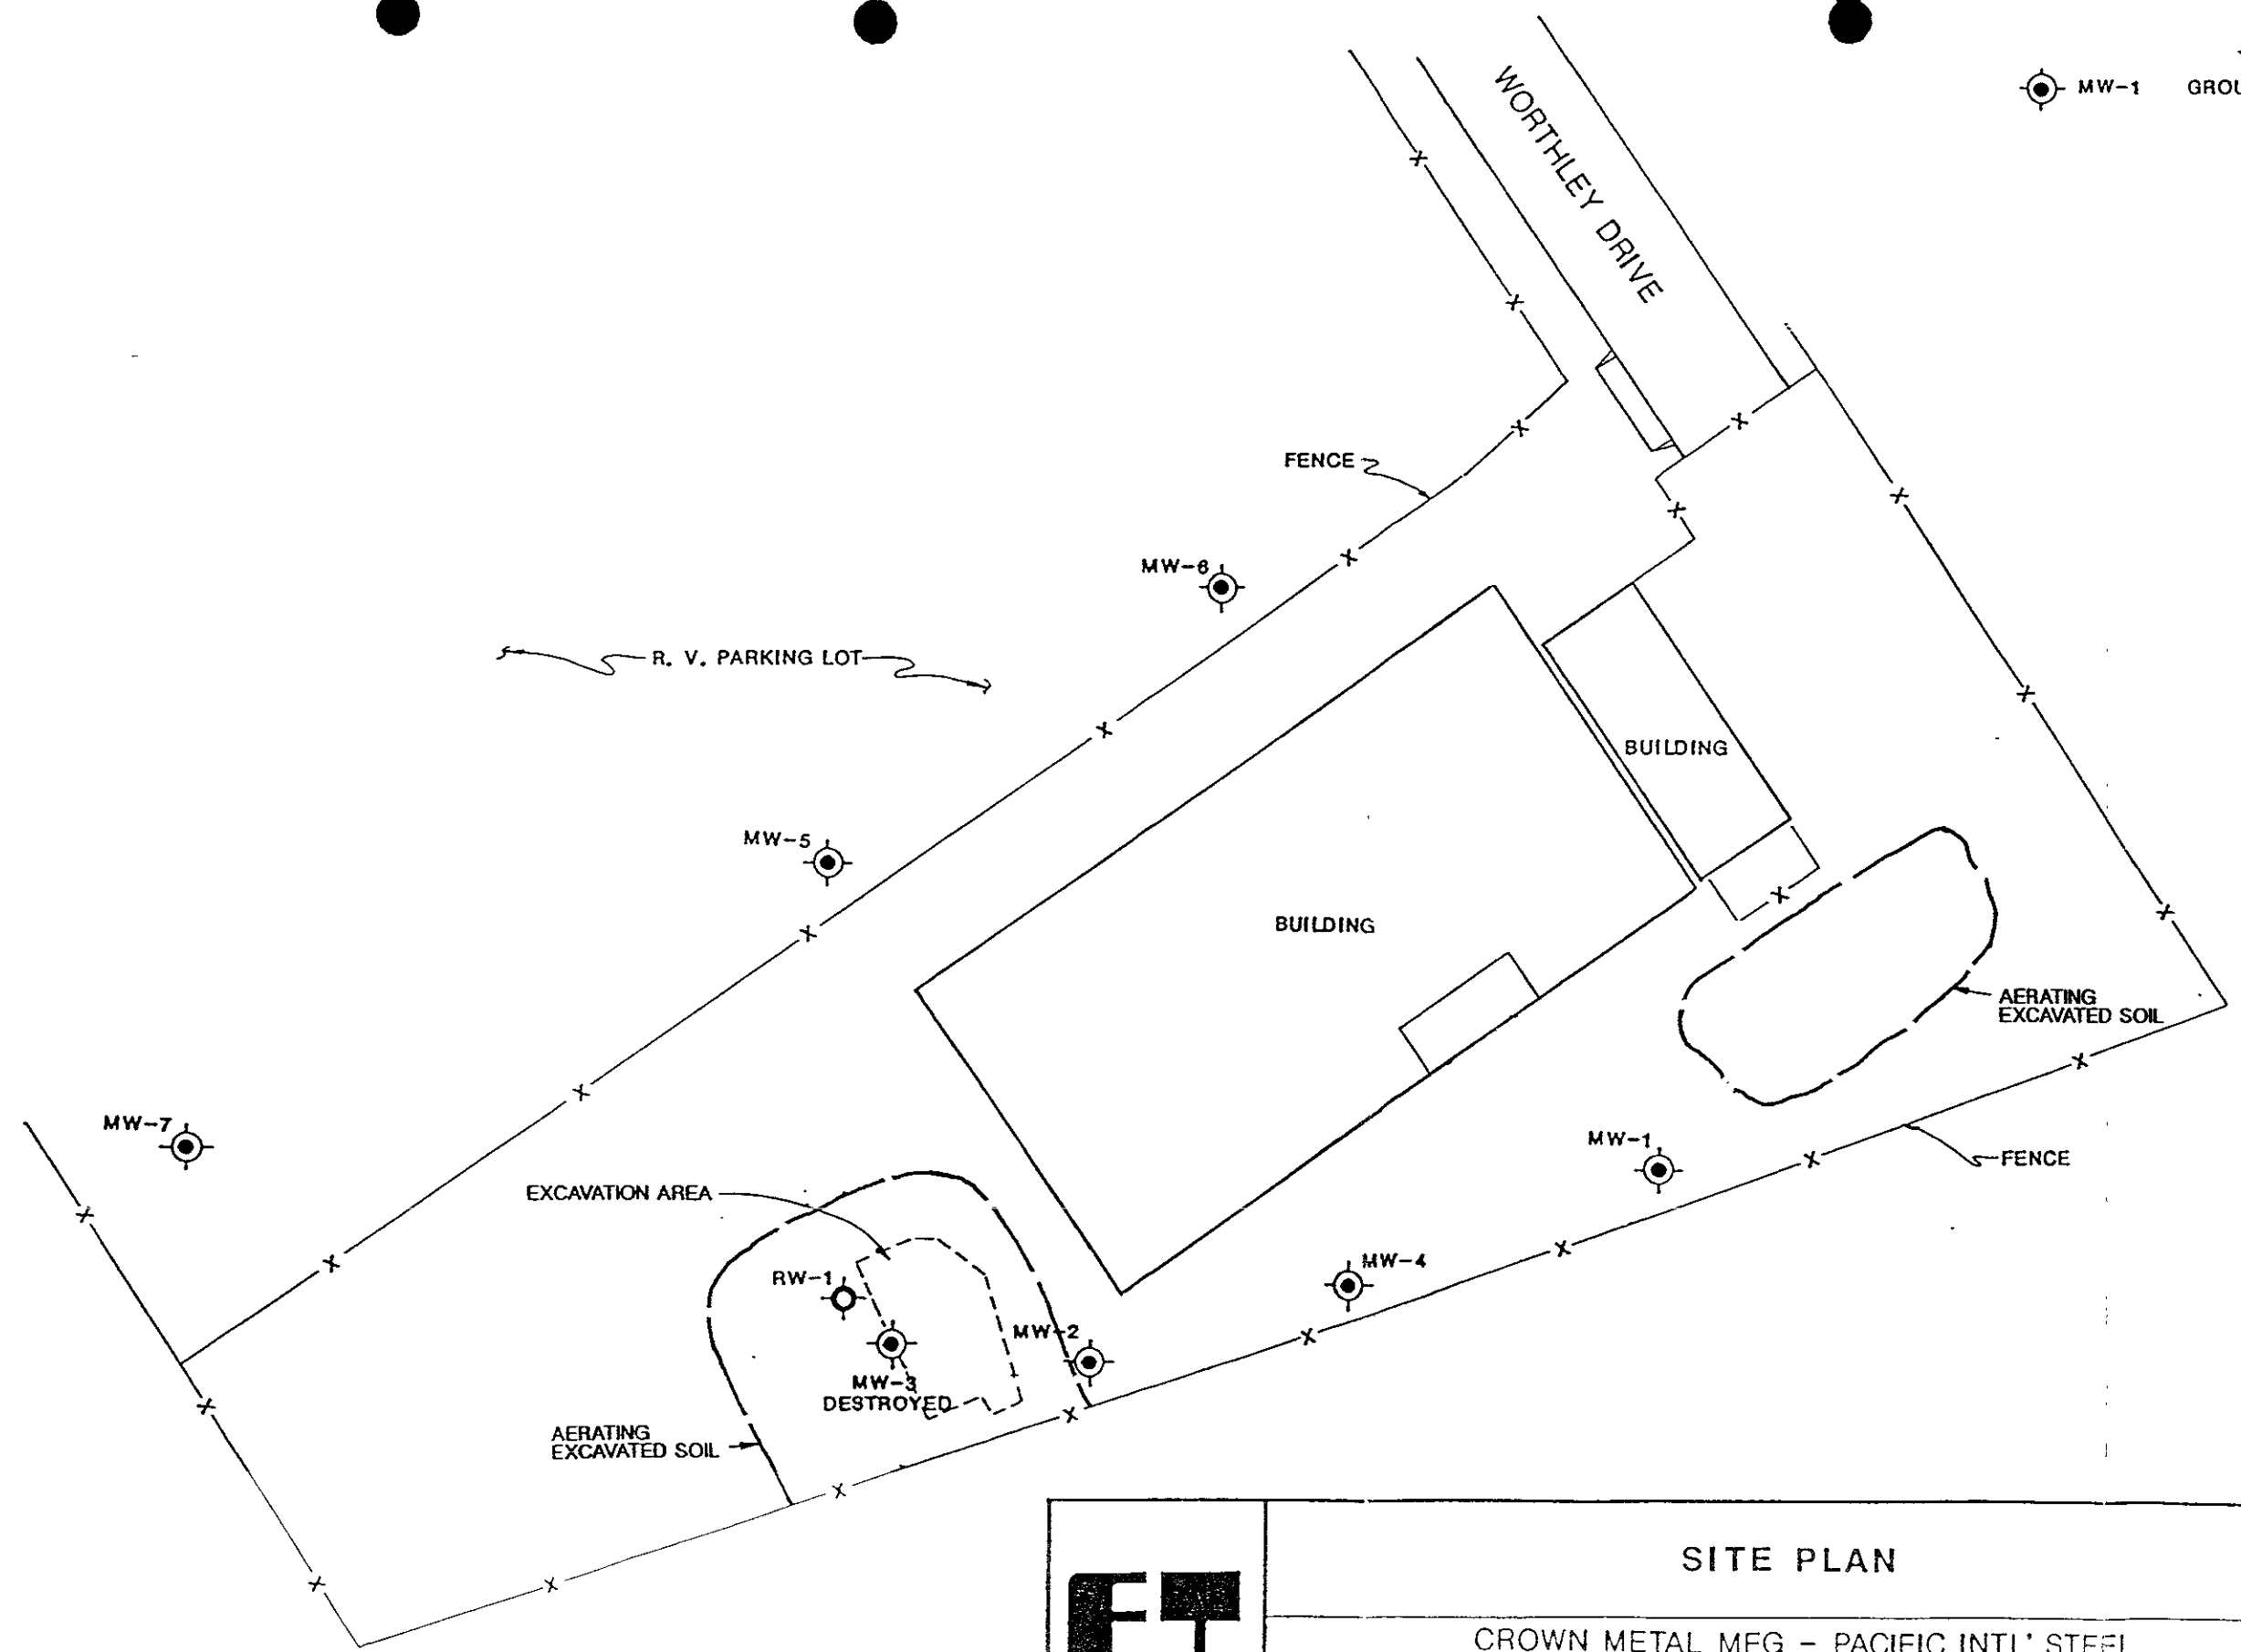 WORTHLEY DRIVE
MW-1
FENCE
MW-6
R. V. PARKING LOT
BUILDING
MW-5
BUILDING
AERATING
EXCAVATED SOIL
MW-7
MW-1
FENCE
EXCAVATION AREA
MW-4
RW-1
MW-2
MW-3
DESTROYED
AERATING
EXCAVATED SOIL
SITE PLAN
CROWN METAL MFG - PACIFIC INTL' STEEL